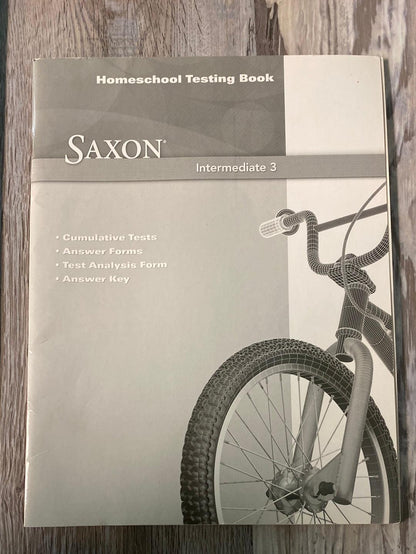 Homeschool Testing Book
SAXON®
Intermediate 3
• Cumulative Tests
• Answer Forms
• Test Analysis Form
• Answer Key